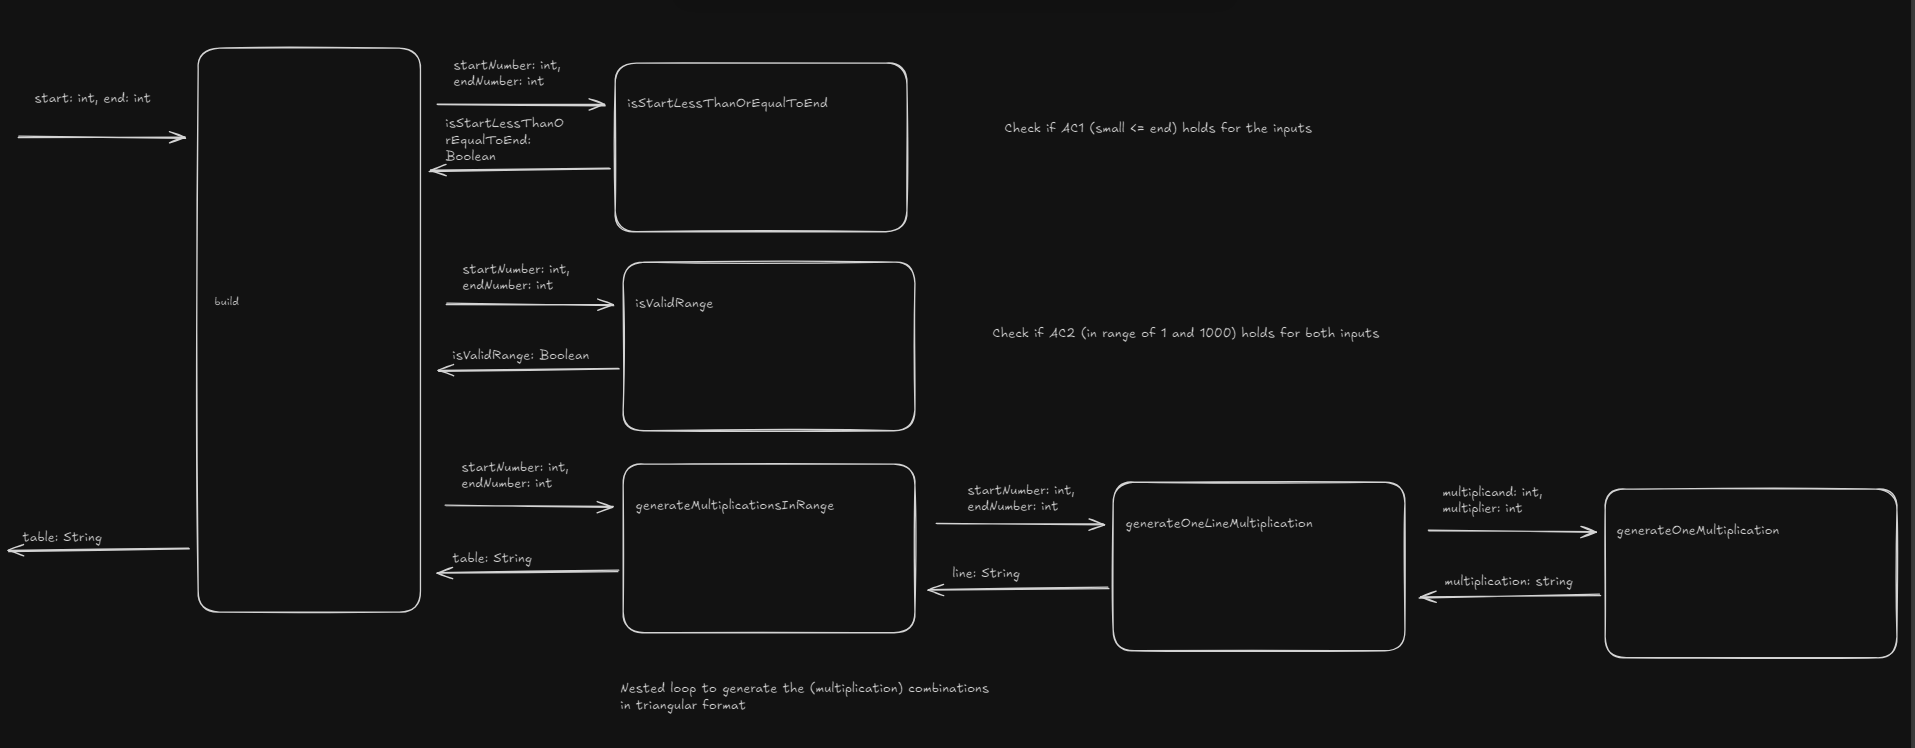 start: int, end: int
build
table: String
startNumber: int,
endNumber: int
isStartLessThanO
rEqualToEnd:
Boolean
isStartLessThanOrEqualToEnd
Check if AC1 (small <= end) holds for the inputs
startNumber: int,
endNumber: int
isValidRange: Boolean
isValidRange
Check if AC2 (in range of 1 and 1000) holds for both inputs
startNumber: int,
endNumber: int
table: String
generateMultiplicationsInRange
startNumber: int,
endNumber: int
line: String
generateOneLineMultiplication
multiplicand: int,
multiplier: int
multiplication: string
generateOneMultiplication
Nested loop to generate the (multiplication) combinations
in triangular format